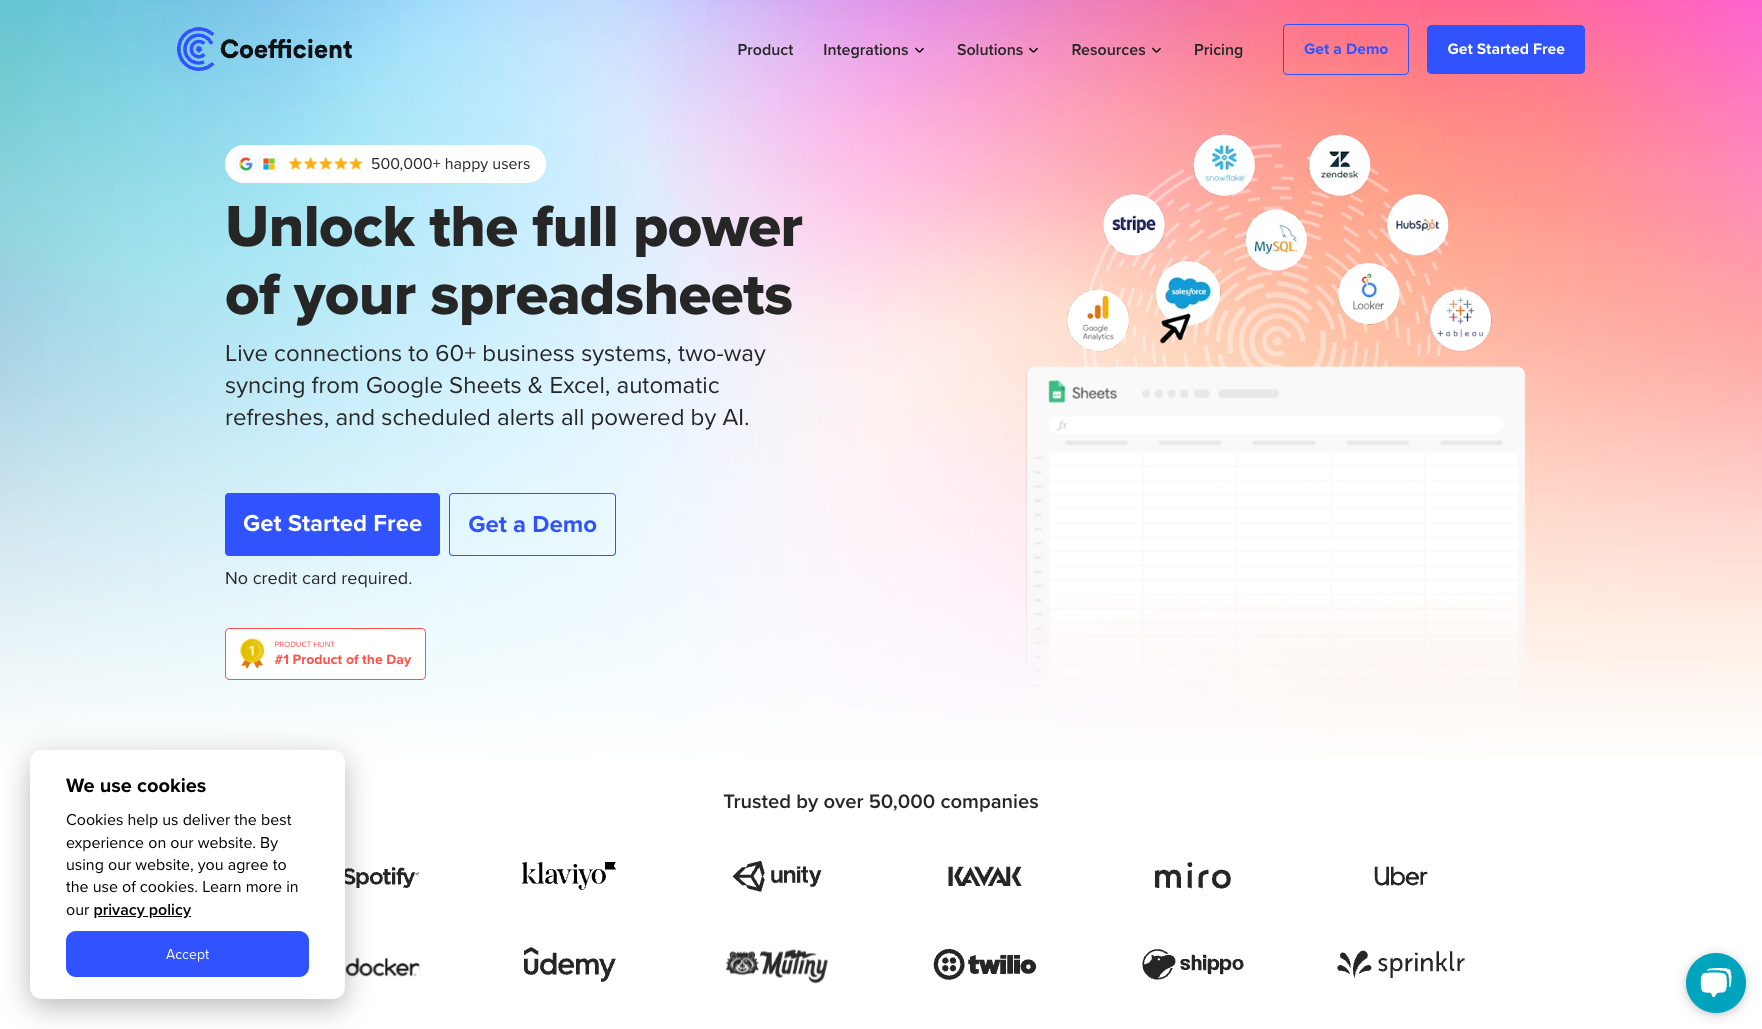 Coefficient
Product Integrations Solutions Resources Pricing Get a Demo Get Started Free
500,000+ happy users
Unlock the full power
of your spreadsheets
Live connections to 60+ business systems, two-way
syncing from Google Sheets & Excel, automatic
refreshes, and scheduled alerts all powered by AI.
Get Started Free Get a Demo
No credit card required.
1 PRODUCT HUNT
#1 Product of the Day
snowflake
zendesk
stripe
MySQL
HubSpot
salesforce
Looker
Google
Analytics
+ableau
Sheets
fx
Trusted by over 50,000 companies
Spotify klaviyo unity KAVAK miro Uber
docker ûdemy Mutiny twilio shippo sprinklr
We use cookies
Cookies help us deliver the best
experience on our website. By
using our website, you agree to
the use of cookies. Learn more in
our privacy policy
Accept